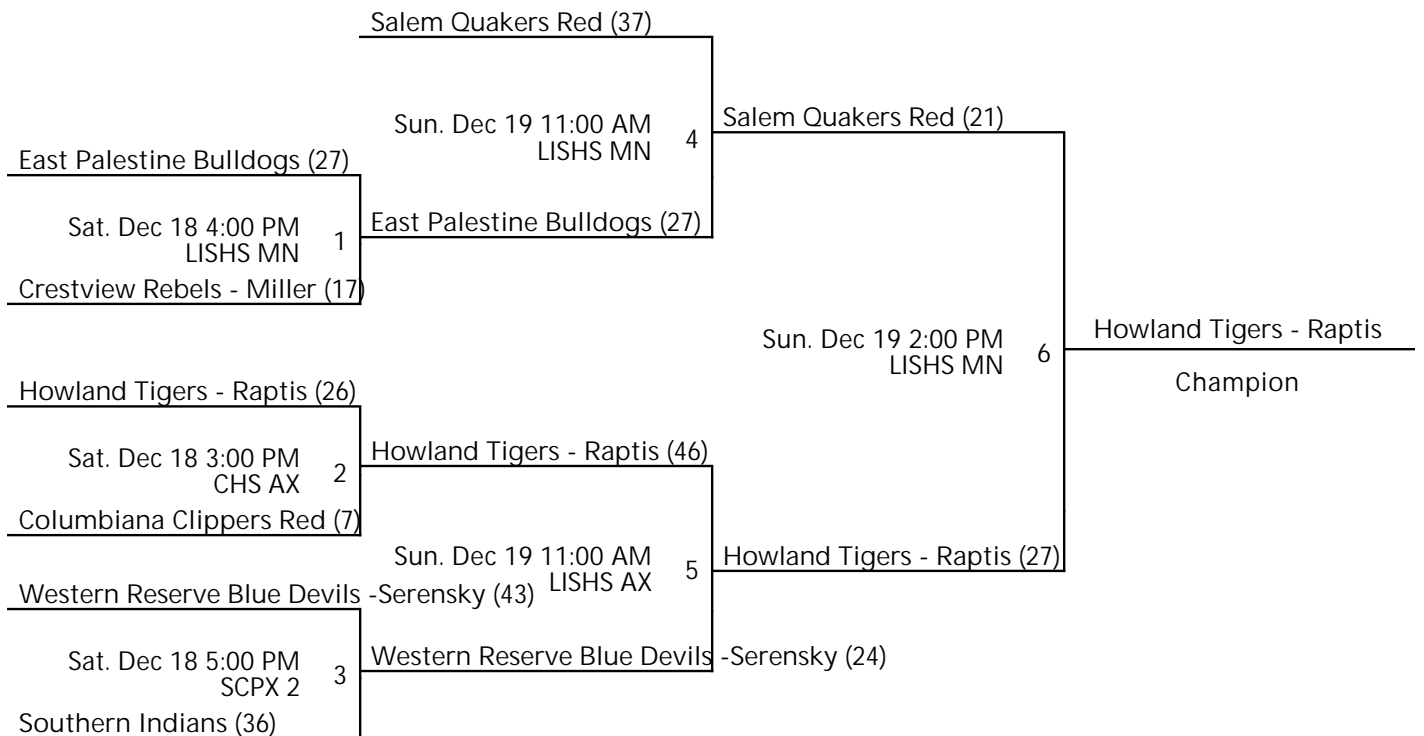 Salem Quakers Red (37)
Sun. Dec 19 11:00 AM
LISHS MN
4
Salem Quakers Red (21)
East Palestine Bulldogs (27)
Sat. Dec 18 4:00 PM
LISHS MN
1
East Palestine Bulldogs (27)
Crestview Rebels - Miller (17)
Sun. Dec 19 2:00 PM
LISHS MN
6
Howland Tigers - Raptis
Champion
Howland Tigers - Raptis (26)
Sat. Dec 18 3:00 PM
CHS AX
2
Howland Tigers - Raptis (46)
Columbiana Clippers Red (7)
Sun. Dec 19 11:00 AM
LISHS AX
5
Howland Tigers - Raptis (27)
Western Reserve Blue Devils -Serensky (43)
Sat. Dec 18 5:00 PM
SCPX 2
3
Western Reserve Blue Devils -Serensky (24)
Southern Indians (36)